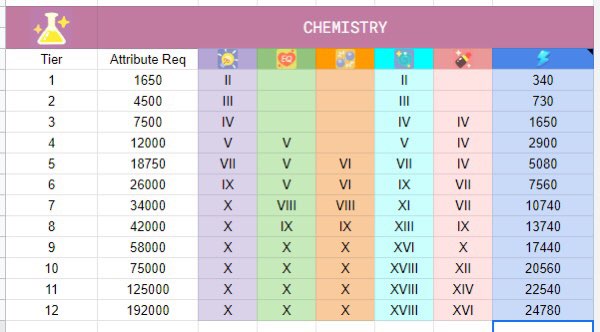 CHEMISTRY
Tier Attribute Req EQ
1 1650 II II 340
2 4500 III III 730
3 7500 IV IV IV 1650
4 12000 V V V IV 2900
5 18750 VII V VI VII IV 5080
6 26000 IX V VI IX VII 7560
7 34000 X VIII VIII XI VII 10740
8 42000 X IX IX XIII IX 13740
9 58000 X X X XVI X 17440
10 75000 X X X XVIII XII 20560
11 125000 X X X XVIII XIV 22540
12 192000 X X X XVIII XVI 24780